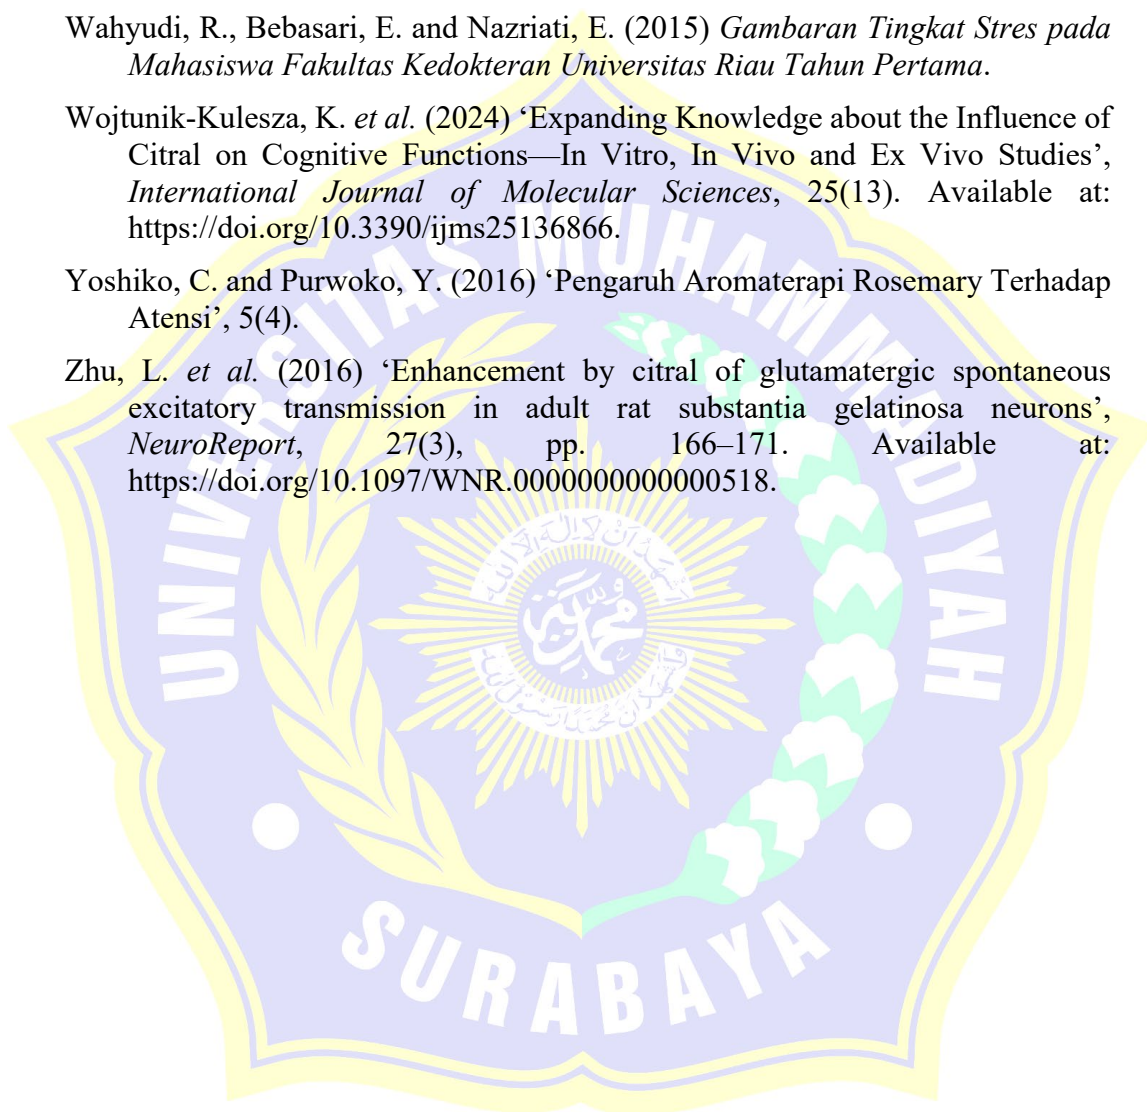 Wahyudi, R., Bebasari, E. and Nazriati, E. (2015) Gambaran Tingkat Stres pada
Mahasiswa Fakultas Kedokteran Universitas Riau Tahun Pertama.
Wojtunik-Kulesza, K. et al. (2024) ‘Expanding Knowledge about the Influence of
Citral on Cognitive Functions—In Vitro, In Vivo and Ex Vivo Studies’,
International Journal of Molecular Sciences, 25(13). Available at:
https://doi.org/10.3390/ijms25136866.
Yoshiko, C. and Purwoko, Y. (2016) ‘Pengaruh Aromaterapi Rosemary Terhadap
Atensi’, 5(4).
Zhu, L. et al. (2016) ‘Enhancement by citral of glutamatergic spontaneous
excitatory transmission in adult rat substantia gelatinosa neurons’,
NeuroReport, 27(3), pp. 166–171. Available at:
https://doi.org/10.1097/WNR.0000000000000518.
UNIVERSITAS MUHAMMADIYAH
SURABAYA
محمد